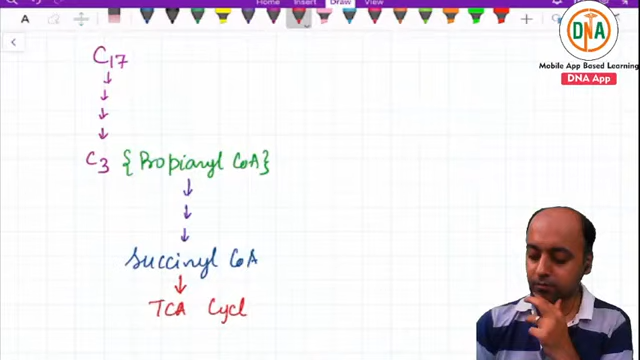 Home Insert Draw View
DNA
Mobile App Based Learning
DNA App
A
C17
C3 {Propianyl CoA}
Succinyl CoA
TCA Cycl